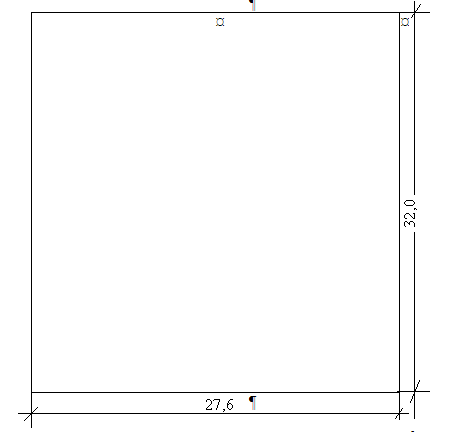 ¶
¤ ¤
32,0
27,6 ¶